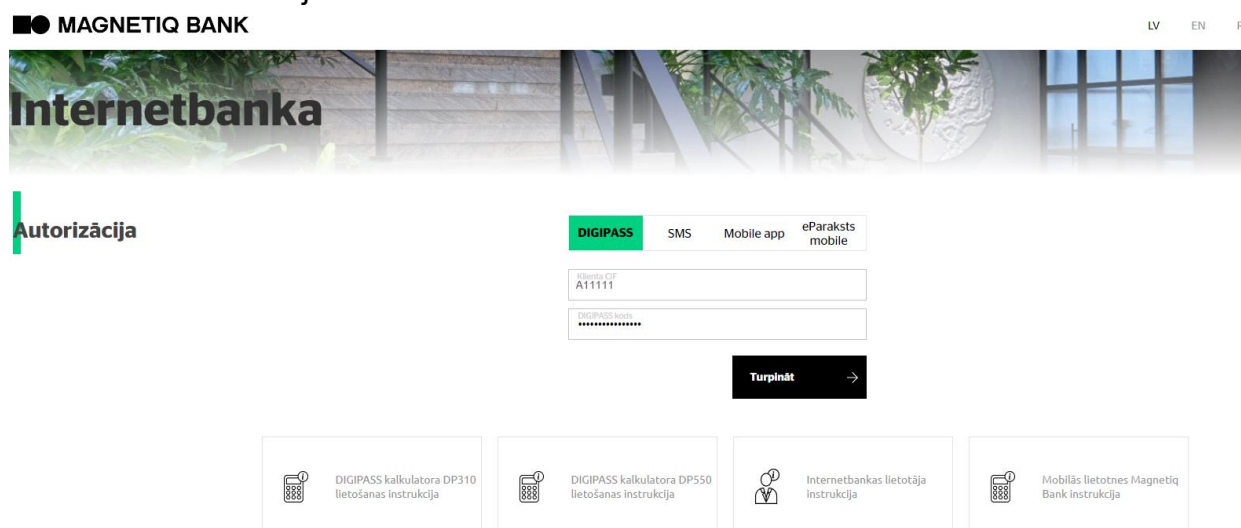 MAGNETIQ BANK
LV EN
Internetbanka
Autorizācija
DIGIPASS SMS Mobile app eParaksts mobile
Klienta CIF
A11111
DIGIPASS kods
••••••••••••••••
Turpināt →
DIGIPASS kalkulatora DP310
lietošanas instrukcija
DIGIPASS kalkulatora DP550
lietošanas instrukcija
Internetbankas lietotāja
instrukcija
Mobilās lietotnes Magnetiq
Bank instrukcija